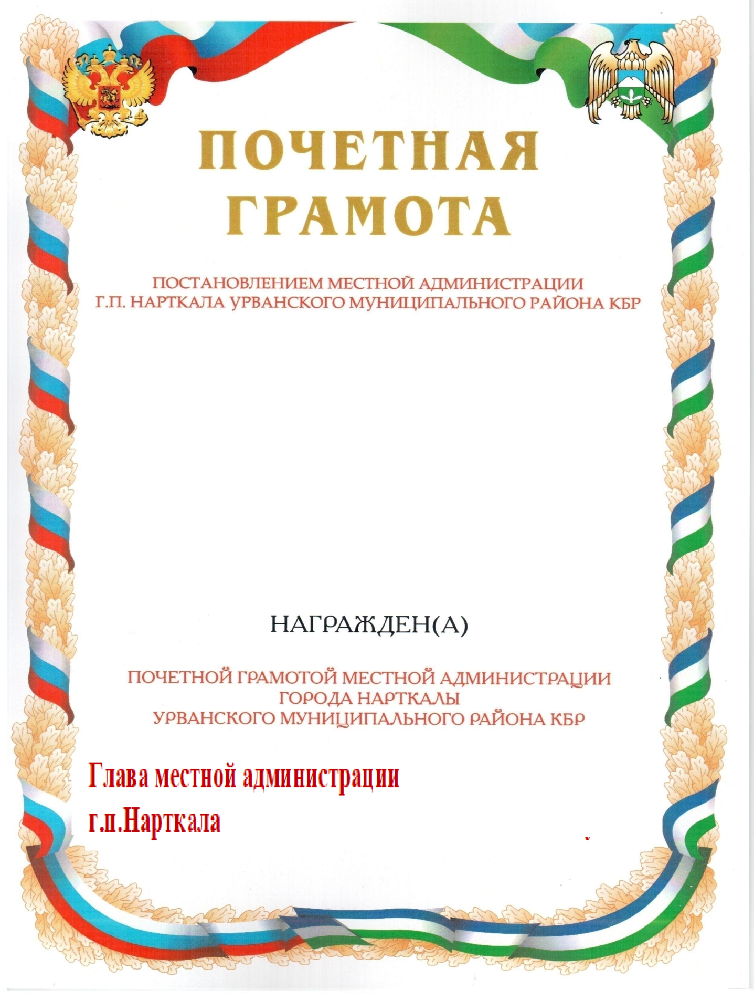 ПОЧЕТНАЯ
ГРАМОТА
ПОСТАНОВЛЕНИЕМ МЕСТНОЙ АДМИНИСТРАЦИИ
Г.П. НАРТКАЛА УРВАНСКОГО МУНИЦИПАЛЬНОГО РАЙОНА КБР
НАГРАЖДЕН(А)
ПОЧЕТНОЙ ГРАМОТОЙ МЕСТНОЙ АДМИНИСТРАЦИИ
ГОРОДА НАРТКАЛЫ
УРВАНСКОГО МУНИЦИПАЛЬНОГО РАЙОНА КБР
Глава местной администрации
г.п.Нарткала